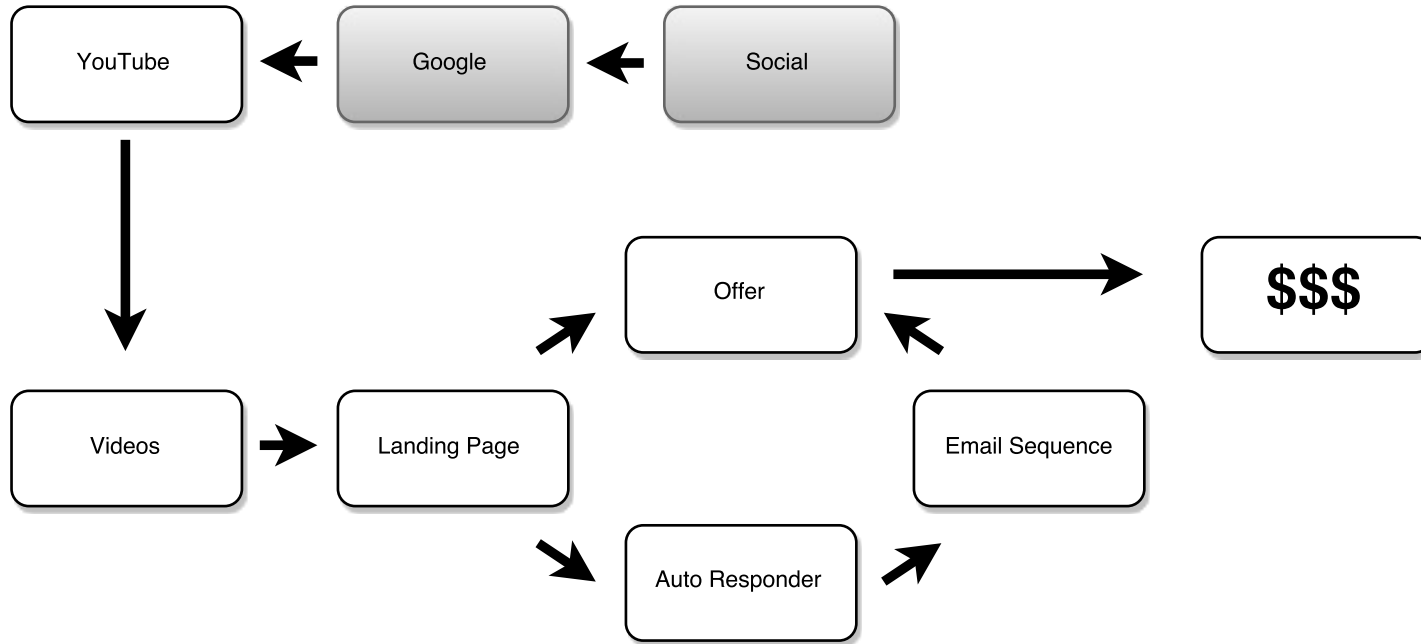 YouTube
Google
Social
Offer
$$$
Videos
Landing Page
Email Sequence
Auto Responder